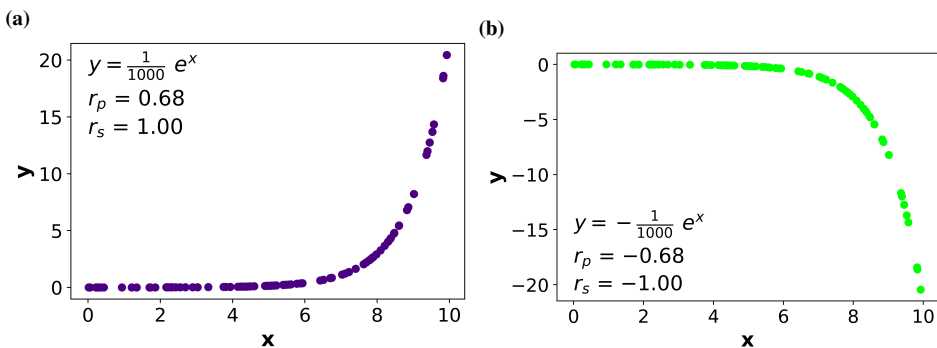 (a)
y = \frac{1}{1000} e^x
r_p = 0.68
r_s = 1.00
20
15
10
5
0
y
0 2 4 6 8 10
x
(b)
0
−5
−10
−15
−20
y
y = −\frac{1}{1000} e^x
r_p = −0.68
r_s = −1.00
0 2 4 6 8 10
x